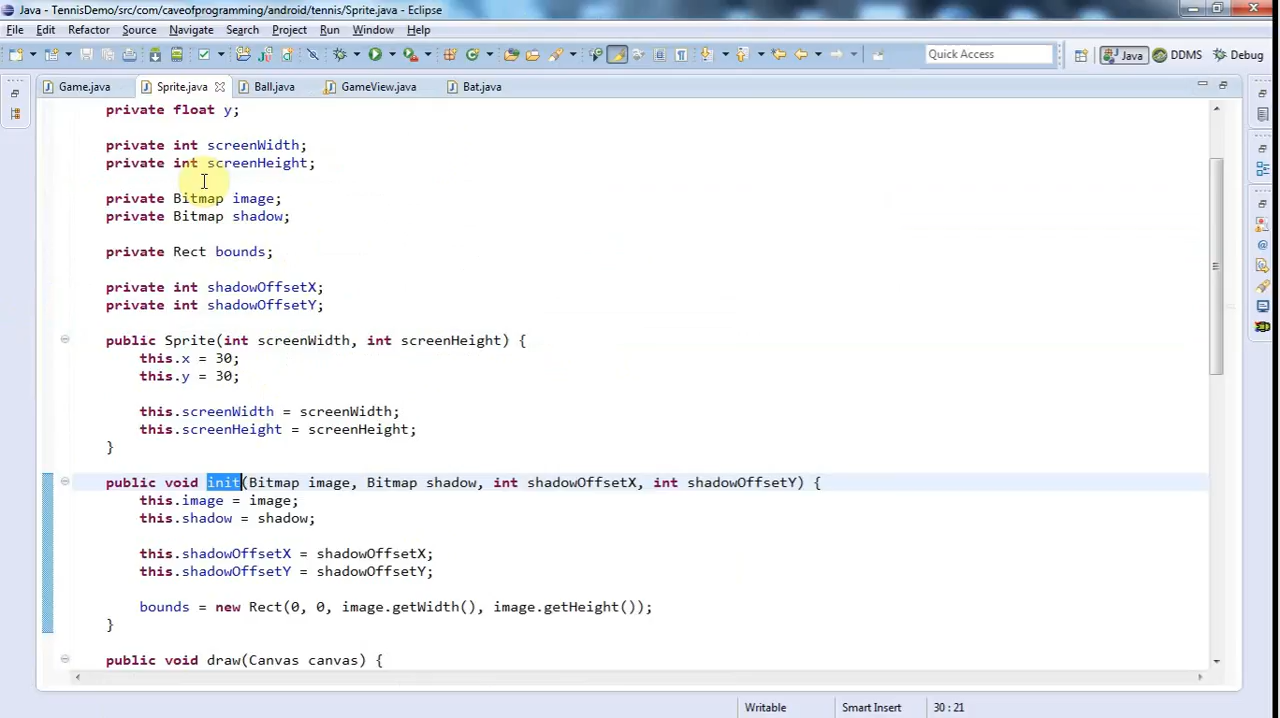 Java - TennisDemo/src/com/caveofprogramming/android/tennis/Sprite.java - Eclipse
File Edit Refactor Source Navigate Search Project Run Window Help
Quick Access Java DDMS Debug
Game.java Sprite.java Ball.java GameView.java Bat.java
private float y;
private int screenWidth;
private int screenHeight;
private Bitmap image;
private Bitmap shadow;
private Rect bounds;
private int shadowOffsetX;
private int shadowOffsetY;
public Sprite(int screenWidth, int screenHeight) {
this.x = 30;
this.y = 30;
this.screenWidth = screenWidth;
this.screenHeight = screenHeight;
}
public void init(Bitmap image, Bitmap shadow, int shadowOffsetX, int shadowOffsetY) {
this.image = image;
this.shadow = shadow;
this.shadowOffsetX = shadowOffsetX;
this.shadowOffsetY = shadowOffsetY;
bounds = new Rect(0, 0, image.getWidth(), image.getHeight());
}
public void draw(Canvas canvas) {
Writable Smart Insert 30 : 21